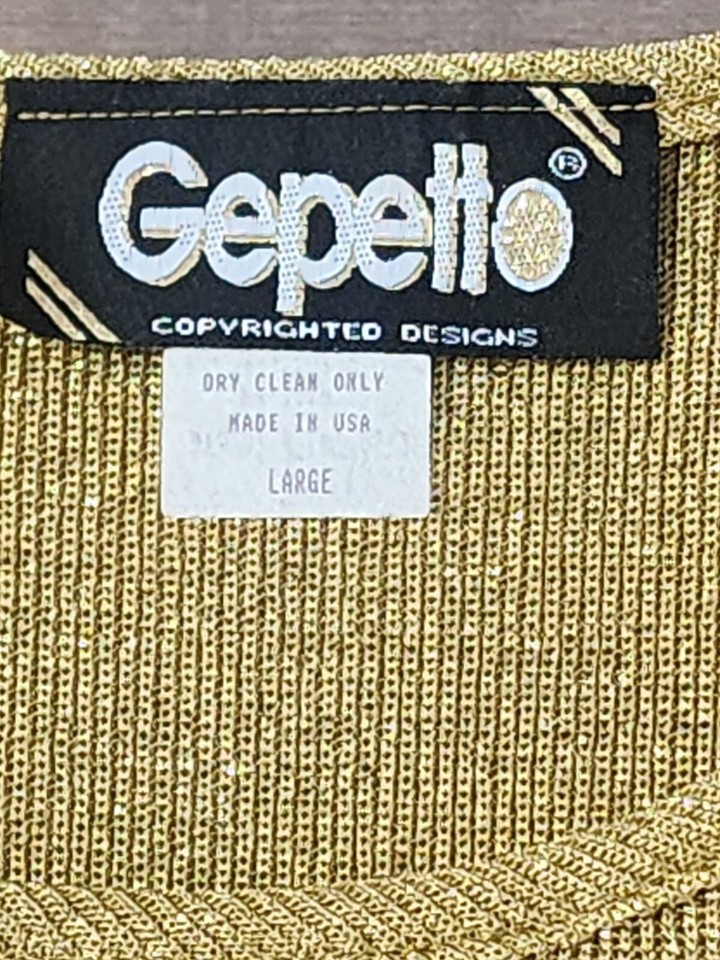 Gepetto®
COPYRIGHTED DESIGNS
DRY CLEAN ONLY
MADE IN USA
LARGE